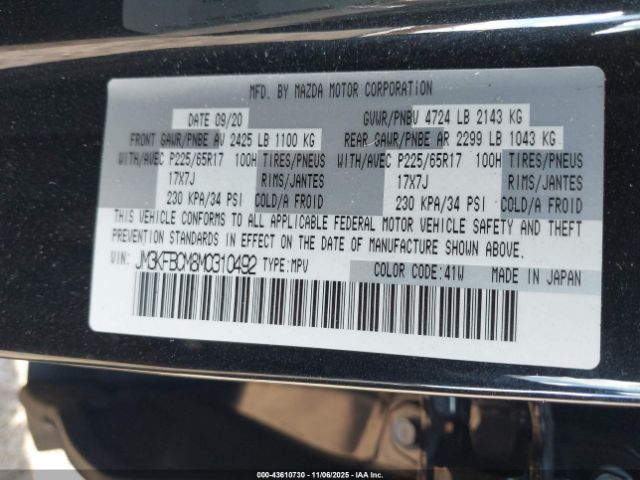 MFD. BY MAZDA MOTOR CORPORATION
DATE 09/20 GVWR/PNBV 4724 LB 2143 KG
FRONT GAWR/PNBE AV 2425 LB 1100 KG REAR GAWR/PNBE AR 2299 LB 1043 KG
WITH/AVEC P225/65R17 100H TIRES/PNEUS WITH/AVEC P225/65R17 100H TIRES/PNEUS
17X7J RIMS/JANTES 17X7J RIMS/JANTES
230 KPA/34 PSI COLD/A FROID 230 KPA/34 PSI COLD/A FROID
THIS VEHICLE CONFORMS TO ALL APPLICABLE FEDERAL MOTOR VEHICLE SAFETY AND THEFT
PREVENTION STANDARDS IN EFFECT ON THE DATE OF MANUFACTURE SHOWN ABOVE.
VIN: JM3KFBCM8M0310492 TYPE:MPV COLOR CODE:41W MADE IN JAPAN
000-43610730 - 11/06/2025 - IAAI.com